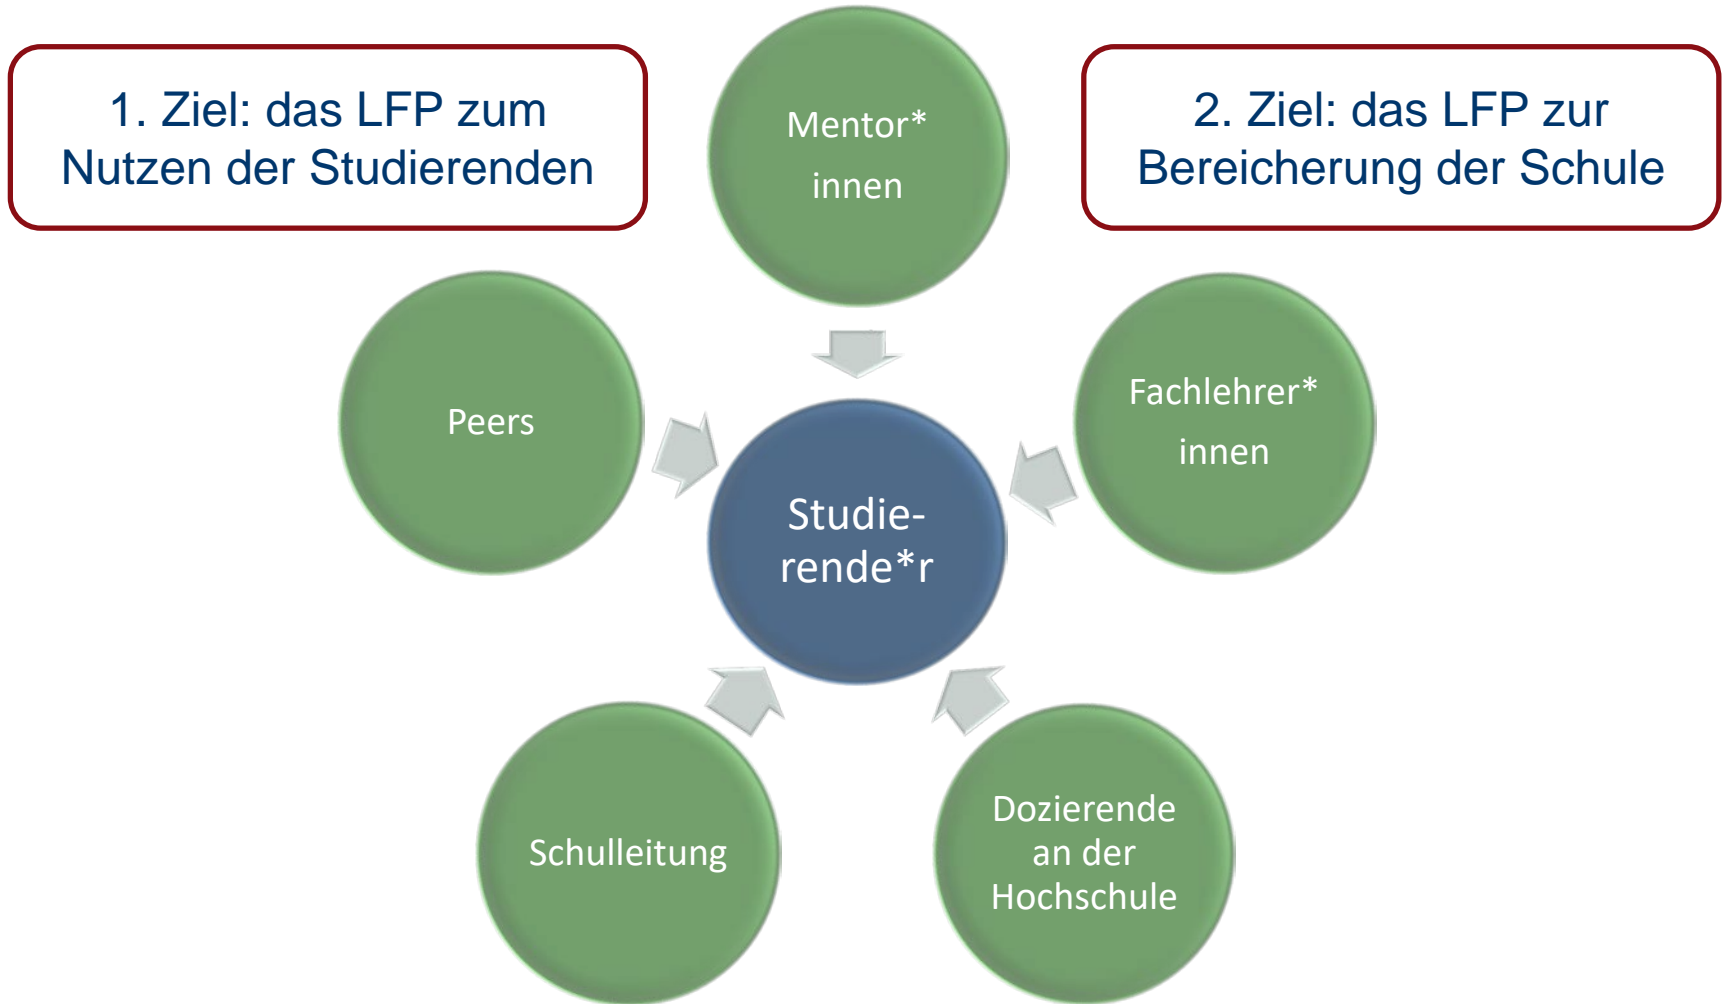 1. Ziel: das LFP zum
Nutzen der Studierenden
Mentor*
innen
2. Ziel: das LFP zur
Bereicherung der Schule
Peers
Fachlehrer*
innen
Studie-
rende*r
Schulleitung
Dozierende
an der
Hochschule